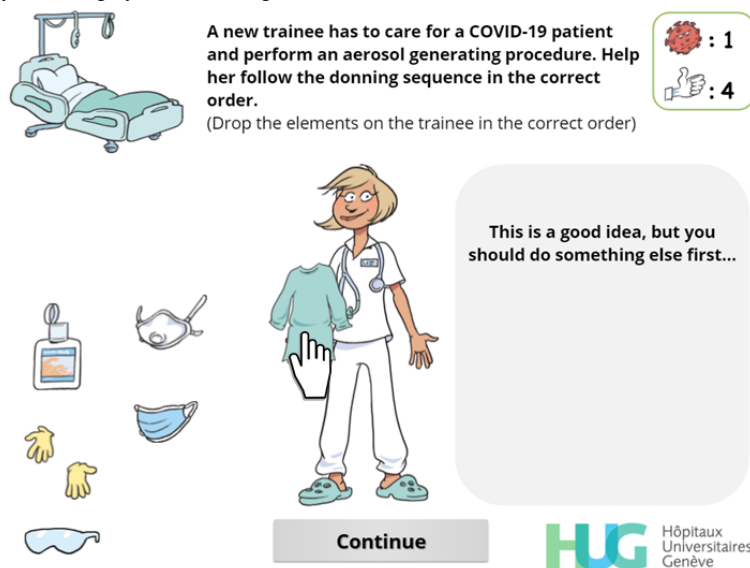 A new trainee has to care for a COVID-19 patient
and perform an aerosol generating procedure. Help
her follow the donning sequence in the correct
order.
(Drop the elements on the trainee in the correct order)
: 1
: 4
This is a good idea, but you
should do something else first...
Continue
HUG
Hôpitaux
Universitaires
Genève